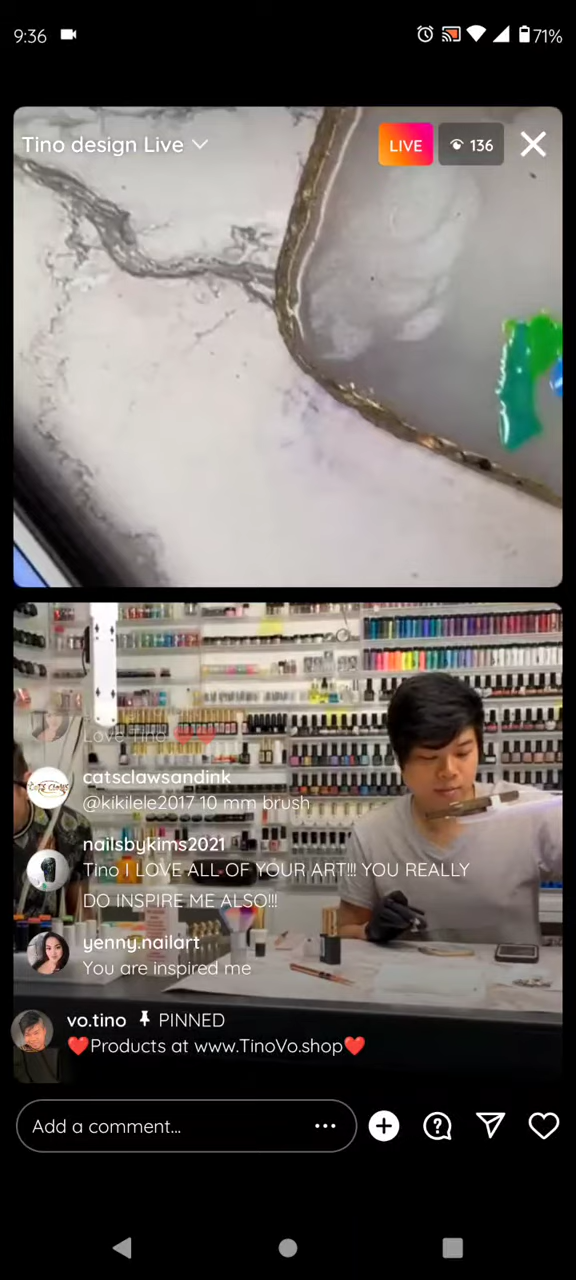 9:36
71%
Tino design Live
LIVE
136
Love Tino ❤️❤️
catsclawsandink
@kikilele2017 10 mm brush
nailsbykims2021
Tino I LOVE ALL OF YOUR ART!!! YOU REALLY
DO INSPIRE ME ALSO!!!
yenny.nailart
You are inspired me
vo.tino PINNED
❤️Products at www.TinoVo.shop❤️
Add a comment...